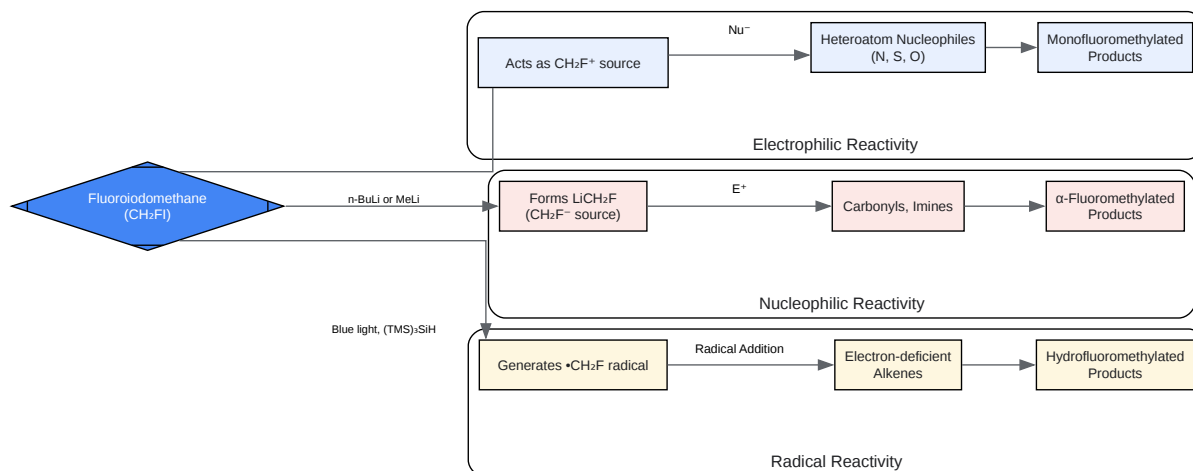 Nu⁻
Acts as CH₂F⁺ source
Heteroatom Nucleophiles
(N, S, O)
Monofluoromethylated
Products
Electrophilic Reactivity
Fluoroiodomethane
(CH₂FI)
n-BuLi or MeLi
Forms LiCH₂F
(CH₂F⁻ source)
E⁺
Carbonyls, Imines
α-Fluoromethylated
Products
Nucleophilic Reactivity
Blue light, (TMS)₃SiH
Generates •CH₂F radical
Radical Addition
Electron-deficient
Alkenes
Hydrofluoromethylated
Products
Radical Reactivity